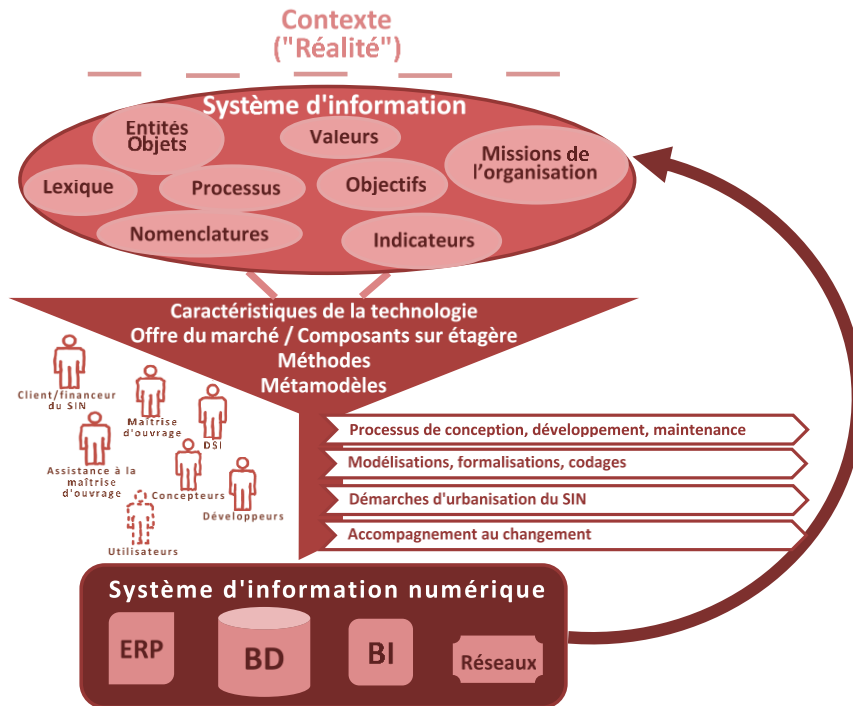 Contexte
("Réalité")
Système d'information
Entités
Objets
Valeurs
Missions de
l'organisation
Lexique
Processus
Objectifs
Nomenclatures
Indicateurs
Caractéristiques de la technologie
Offre du marché / Composants sur étagère
Méthodes
Métamodèles
Client/financeur
du SIN
Maîtrise
d'ouvrage
DSI
Assistance à la
maîtrise
d'ouvrage
Concepteurs
Développeurs
Utilisateurs
Processus de conception, développement, maintenance
Modélisations, formalisations, codages
Démarches d'urbanisation du SIN
Accompagnement au changement
Système d'information numérique
ERP
BD
BI
Réseaux